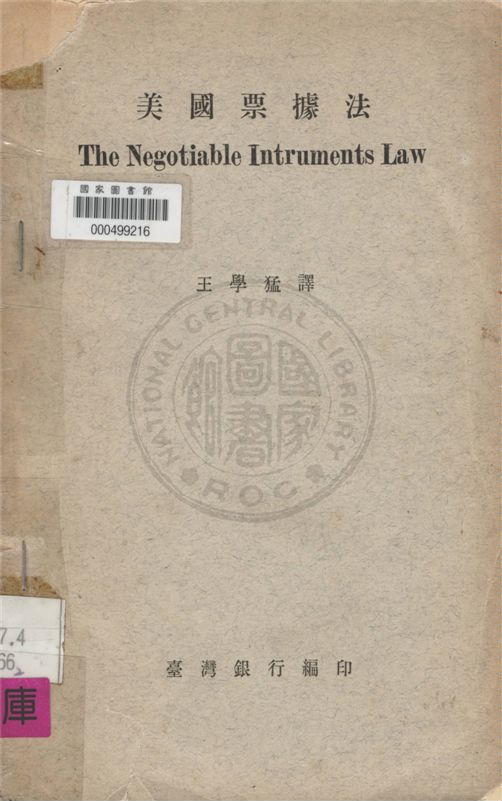 美國票據法
The Negotiable Intruments Law
國家圖書館
000499216
王學猛譯
NATIONAL CENTRAL LIBRARY
國家圖書館
ROC
臺灣銀行編印
7.4
66
2
庫